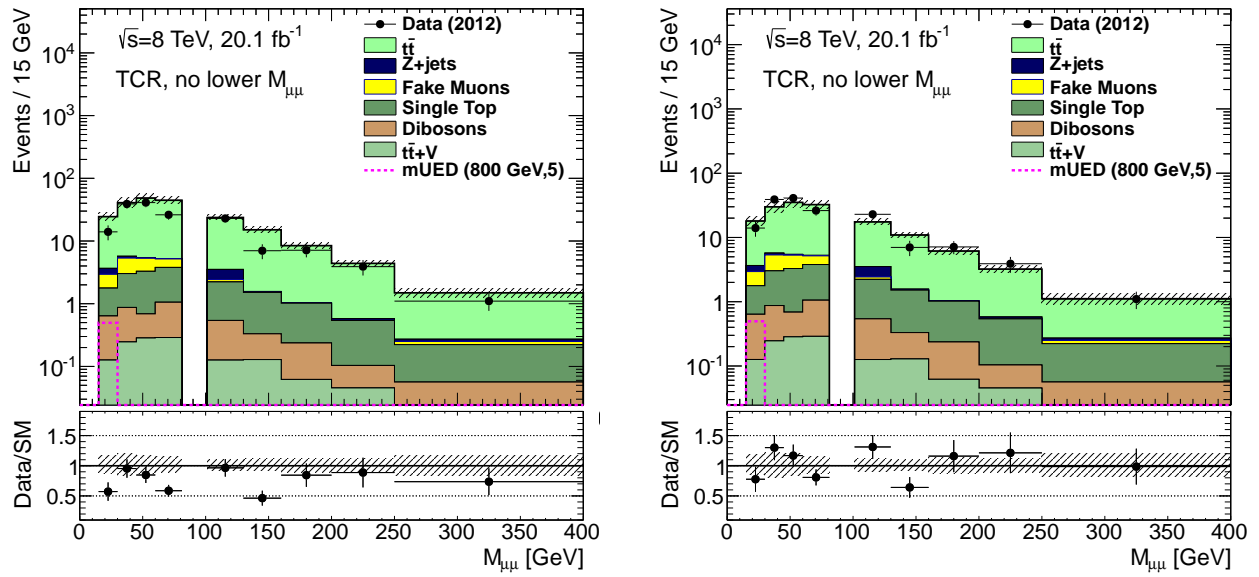 Events / 15 GeV
10⁴
10³
10²
10
1
10⁻¹
√s=8 TeV, 20.1 fb⁻¹
TCR, no lower M_μμ
Data (2012)
tt̄
Z+jets
Fake Muons
Single Top
Dibosons
tt̄+V
mUED (800 GeV,5)
Data/SM
1.5
1
0.5
0 50 100 150 200 250 300 350 400
M_μμ [GeV]
Events / 15 GeV
10⁴
10³
10²
10
1
10⁻¹
√s=8 TeV, 20.1 fb⁻¹
TCR, no lower M_μμ
Data (2012)
tt̄
Z+jets
Fake Muons
Single Top
Dibosons
tt̄+V
mUED (800 GeV,5)
Data/SM
1.5
1
0.5
0 50 100 150 200 250 300 350 400
M_μμ [GeV]